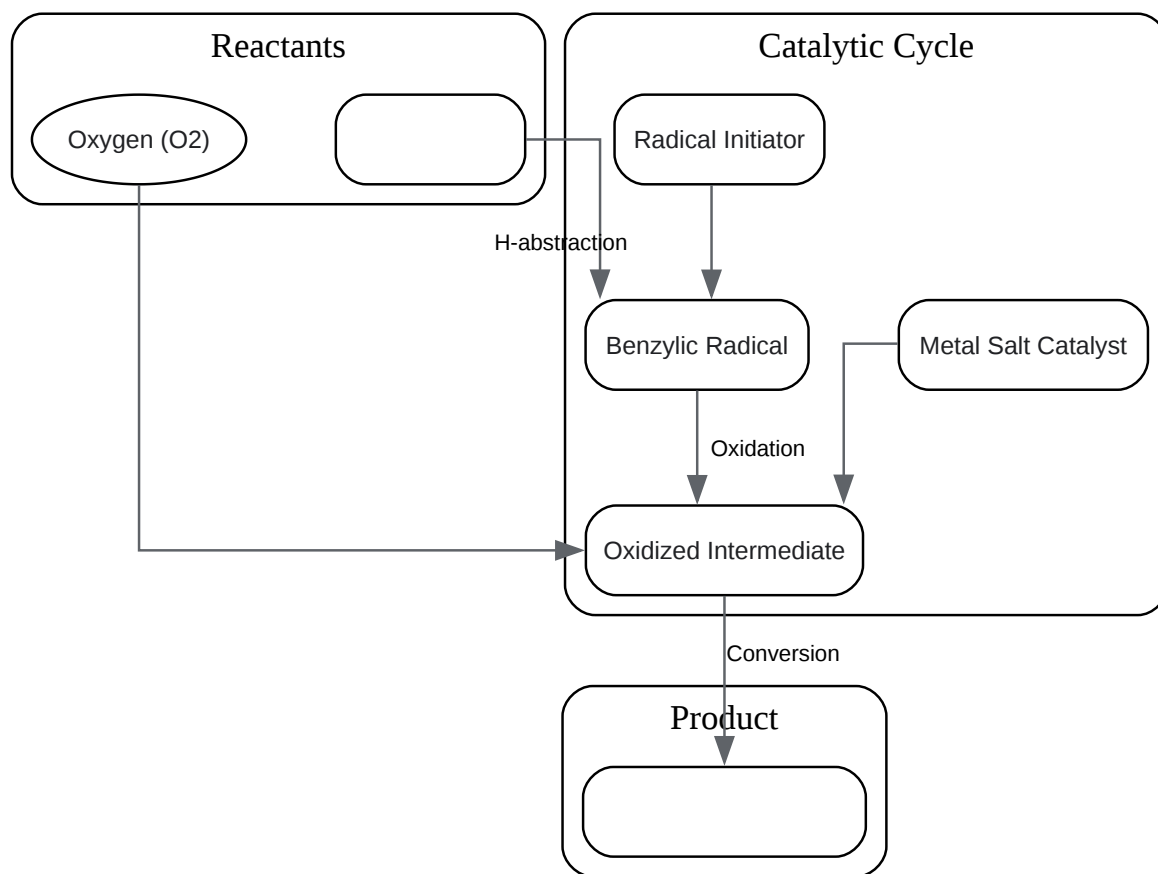 Reactants
Catalytic Cycle
Oxygen (O2)
Radical Initiator
H-abstraction
Benzylic Radical
Metal Salt Catalyst
Oxidation
Oxidized Intermediate
Conversion
Product